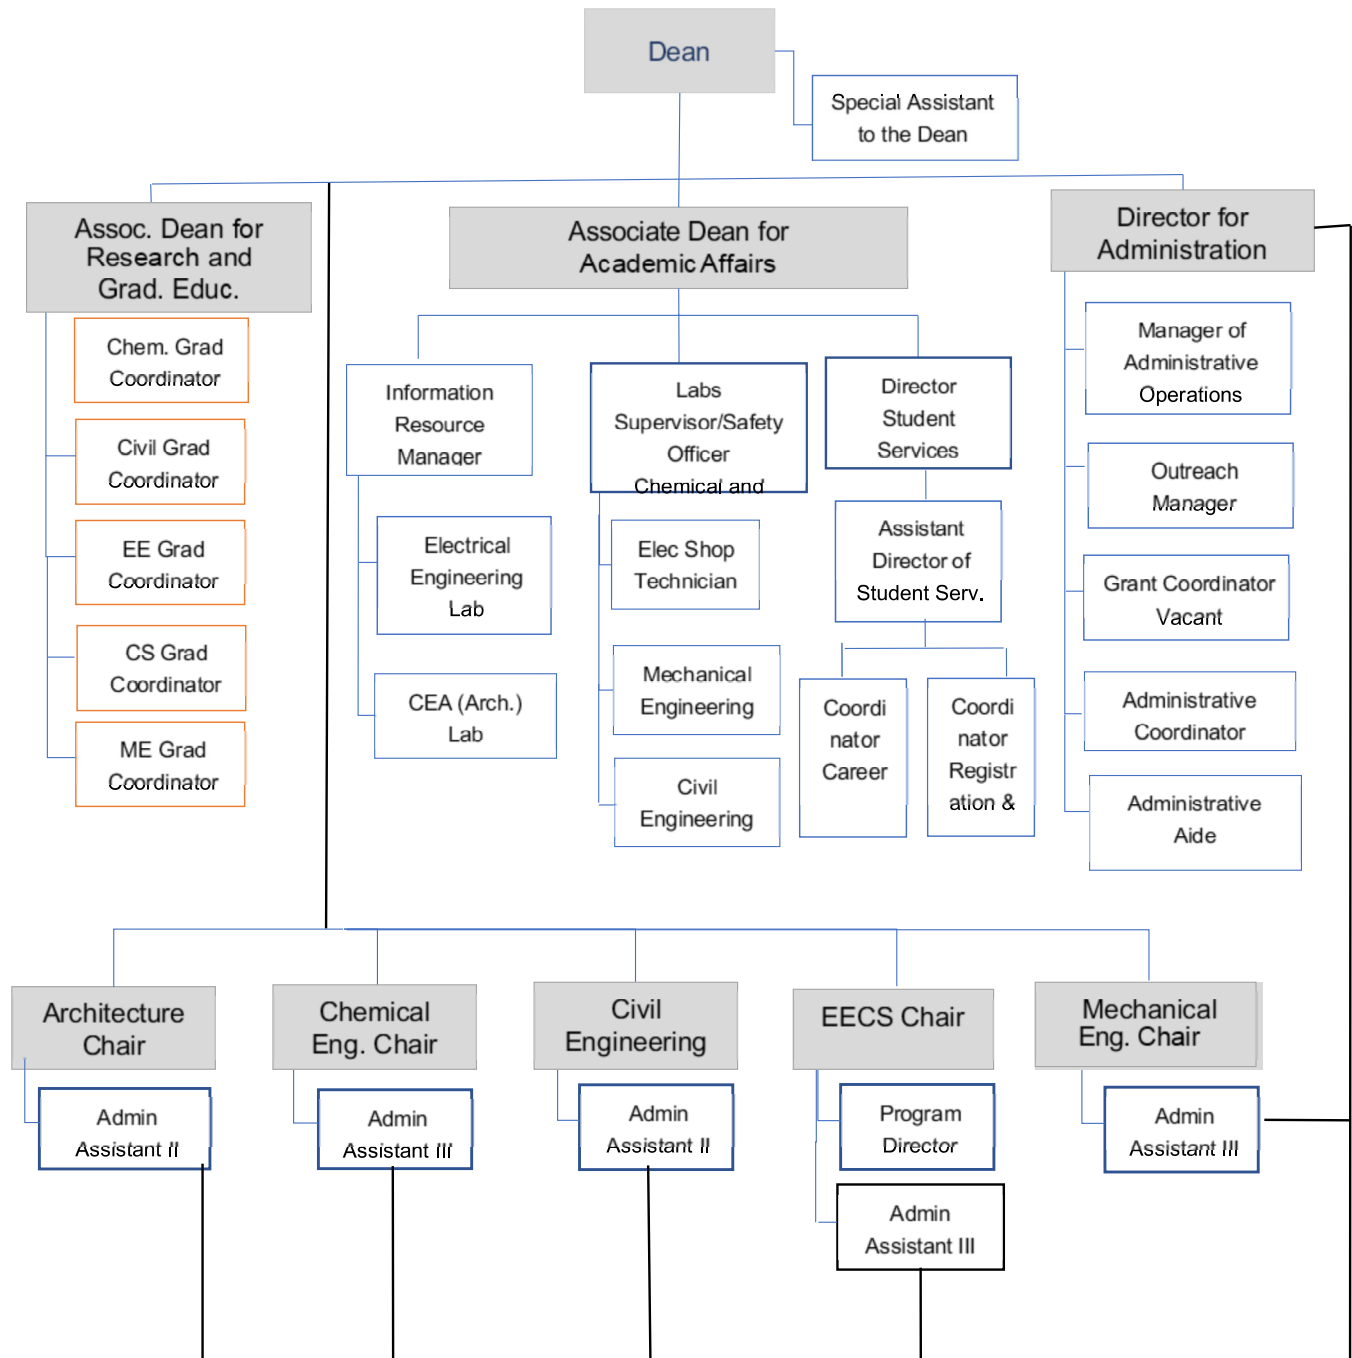 Dean
Special Assistant
to the Dean
Assoc. Dean for
Research and
Grad. Educ.
Associate Dean for
Academic Affairs
Director for
Administration
Chem. Grad
Coordinator
Civil Grad
Coordinator
EE Grad
Coordinator
CS Grad
Coordinator
ME Grad
Coordinator
Information
Resource
Manager
Electrical
Engineering
Lab
CEA (Arch.)
Lab
Labs
Supervisor/Safety
Officer
Chemical and
Elec Shop
Technician
Mechanical
Engineering
Civil
Engineering
Director
Student
Services
Assistant
Director of
Student Serv.
Coordi
nator
Career
Coordi
nator
Registr
ation &
Manager of
Administrative
Operations
Outreach
Manager
Grant Coordinator
Vacant
Administrative
Coordinator
Administrative
Aide
Architecture
Chair
Admin
Assistant II
Chemical
Eng. Chair
Admin
Assistant III
Civil
Engineering
Admin
Assistant II
EECS Chair
Program
Director
Admin
Assistant III
Mechanical
Eng. Chair
Admin
Assistant III